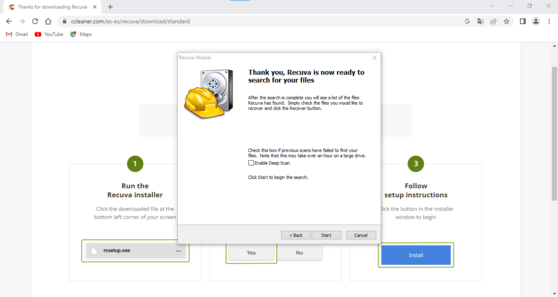 Thanks for downloading Recuva
ccleaner.com/es-es/recuva/download/standard
Gmail
YouTube
Maps
Recuva Wizard
Thank you, Recuva is now ready to
search for your files
After the search is complete you will see a list of the files
Recuva has found. Simply check the files you would like to
recover and click the Recover button.
Check this box if previous scans have failed to find your
files. Note that this may take over an hour on a large drive.
Enable Deep Scan
Click Start to begin the search.
< Back
Start
Cancel
1
Run the
Recuva installer
Click the downloaded file at the
bottom left corner of your screen
rcsetup.exe
Yes
No
3
Follow
setup instructions
click the button in the installer
window to begin
Install